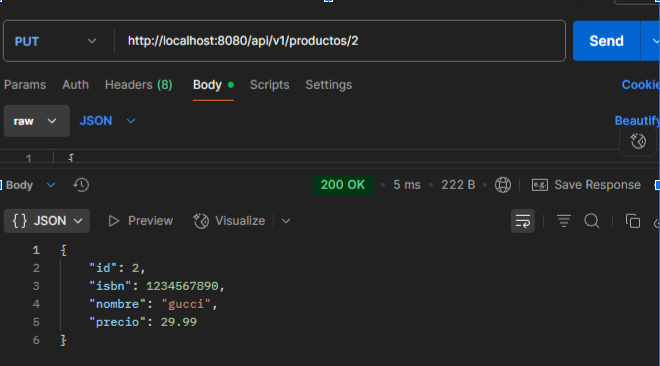 PUT http://localhost:8080/api/v1/productos/2 Send
Params Auth Headers (8) Body Scripts Settings Cookie
raw JSON Beautify
1 {
Body 200 OK • 5 ms • 222 B • e.g. Save Response
{} JSON Preview Visualize
1 {
2 "id": 2,
3 "isbn": 1234567890,
4 "nombre": "gucci",
5 "precio": 29.99
6 }